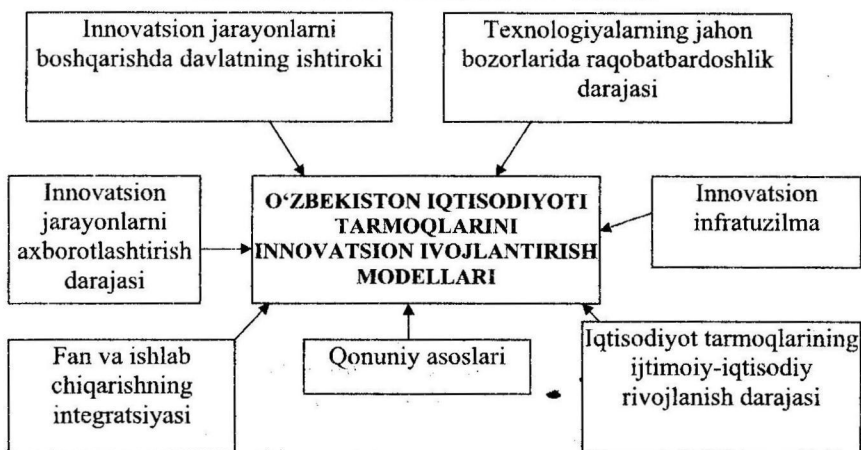 Innovatsion jarayonlarni
boshqarishda davlatning ishtiroki
Texnologiyalarning jahon
bozorlarida raqobatbardoshlik
darajasi
Innovatsion
jarayonlarni
axborotlashtirish
darajasi
O‘ZBEKISTON IQTISODIYOTI
TARMOQLARINI
INNOVATSION IVOJLANTIRISH
MODELLARI
Innovatsion
infratuzilma
Fan va ishlab
chiqarishning
integratsiyasi
Qonuniy asoslari
Iqtisodiyot tarmoqlarining
ijtimoiy-iqtisodiy
rivojlanish darajasi